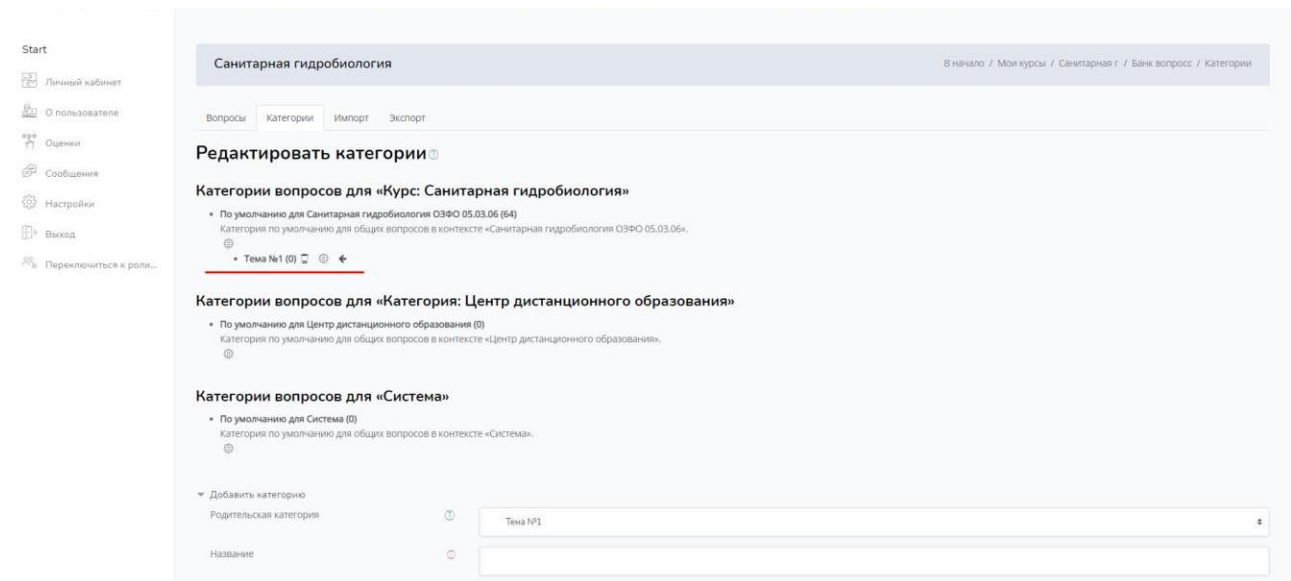 Start
Личный кабинет
О пользователе
Оценки
Сообщения
Настройки
Выход
Переключиться к роли...
Санитарная гидробиология
В начало / Мои курсы / Санитарная г / Банк вопросс / Категории
Вопросы Категории Импорт Экспорт
Редактировать категории
Категории вопросов для «Курс: Санитарная гидробиология»
По умолчанию для Санитарная гидробиология ОЗФО 05.03.06 (64)
Категория по умолчанию для общих вопросов в контексте «Санитарная гидробиология ОЗФО 05.03.06».
Тема №1 (0)
Категории вопросов для «Категория: Центр дистанционного образования»
По умолчанию для Центр дистанционного образования (0)
Категория по умолчанию для общих вопросов в контексте «Центр дистанционного образования».
Категории вопросов для «Система»
По умолчанию для Система (0)
Категория по умолчанию для общих вопросов в контексте «Система».
Добавить категорию
Родительская категория
Тема №1
Название